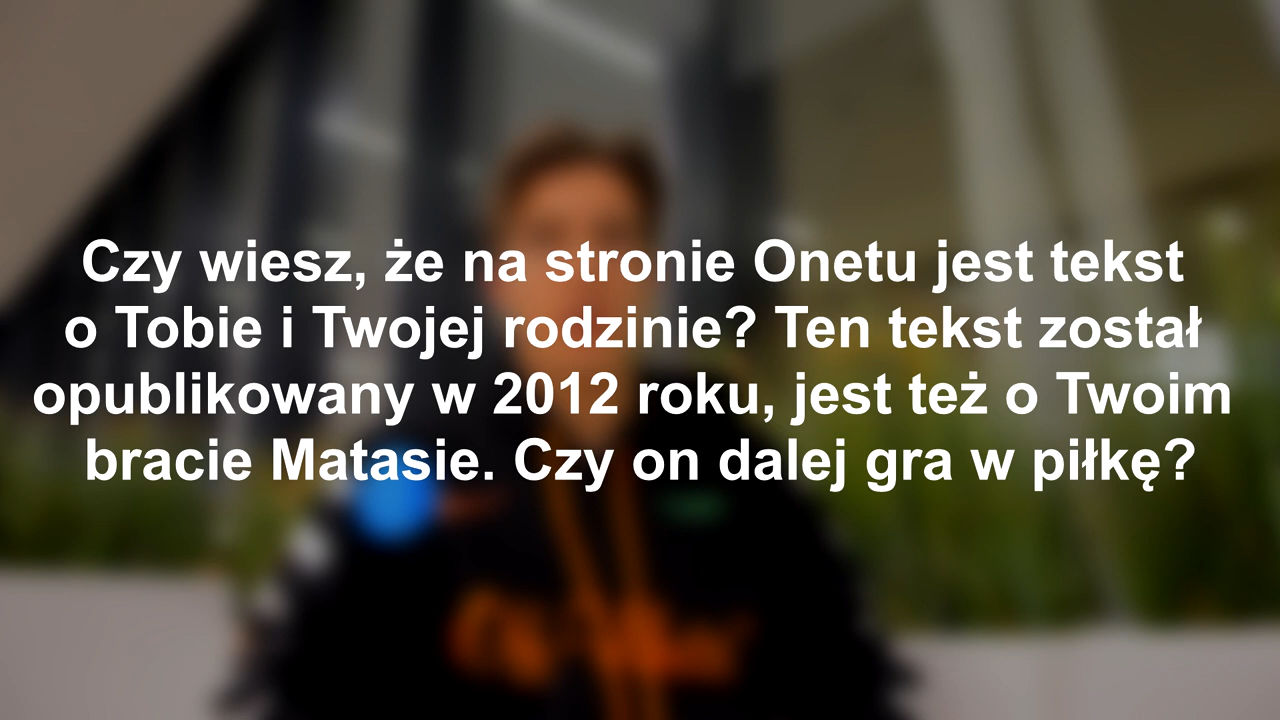 Czy wiesz, że na stronie Onetu jest tekst
o Tobie i Twojej rodzinie? Ten tekst został
opublikowany w 2012 roku, jest też o Twoim
bracie Matasie. Czy on dalej gra w piłkę?